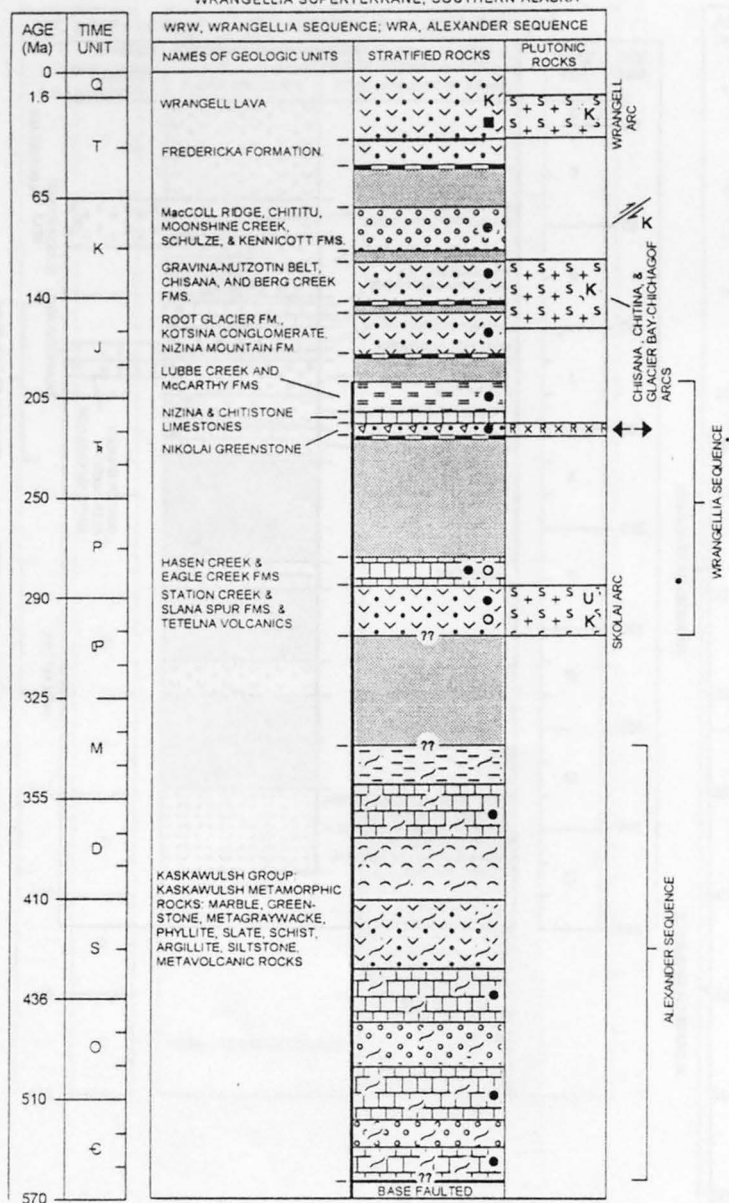 WRANGELLIA SUPERTERRANE, SOUTHERN ALASKA
WRW, WRANGELLIA SEQUENCE; WRA, ALEXANDER SEQUENCE
AGE
(Ma)
TIME
UNIT
NAMES OF GEOLOGIC UNITS
STRATIFIED ROCKS
PLUTONIC
ROCKS
0
Q
1.6
WRANGELL LAVA
K
S S S S
S S S K
S S S S
WRANGELL
ARC
T
FREDERICKA FORMATION
65
MacCOLL RIDGE, CHITITU,
MOONSHINE CREEK,
SCHULZE, & KENNICOTT FMS.
K
K
GRAVINA-NUTZOTIN BELT,
CHISANA, AND BERG CREEK
FMS.
S S S S
S S S K
S S S S
140
CHISANA, CHITINA, &
GLACIER BAY-CHICHAGOF
ARCS
ROOT GLACIER FM.,
KOTSINA CONGLOMERATE,
NIZINA MOUNTAIN FM
J
LUBBE CREEK AND
McCARTHY FMS.
205
NIZINA & CHITISTONE
LIMESTONES
R X R X R X R
NIKOLAI GREENSTONE
Ŧ
250
WRANGELLIA SEQUENCE
P
HASEN CREEK &
EAGLE CREEK FMS
290
STATION CREEK &
SLANA SPUR FMS. &
TETELNA VOLCANICS
S S S U
S S S K
SKOLAI ARC
ℙ
??
325
M
??
355
D
KASKAWULSH GROUP:
KASKAWULSH METAMORPHIC
ROCKS: MARBLE, GREEN-
STONE, METAGRAYWACKE,
PHYLLITE, SLATE, SCHIST,
ARGILLITE, SILTSTONE,
METAVOLCANIC ROCKS
410
S
ALEXANDER SEQUENCE
436
O
510
Є
??
BASE FAULTED
570